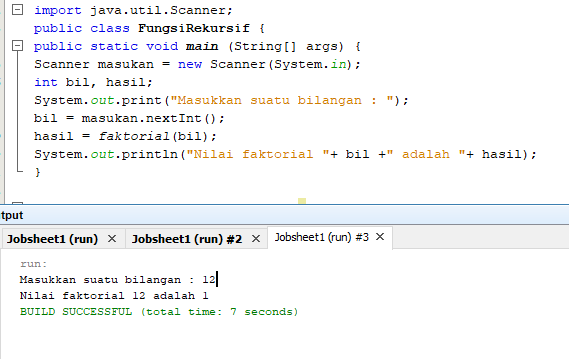 import java.util.Scanner;
public class FungsiRekursif {
public static void main (String[] args) {
Scanner masukan = new Scanner(System.in);
int bil, hasil;
System.out.print("Masukkan suatu bilangan : ");
bil = masukan.nextInt();
hasil = faktorial(bil);
System.out.println("Nilai faktorial "+ bil +" adalah "+ hasil);
}
tput
Jobsheet1 (run) × Jobsheet1 (run) #2 × Jobsheet1 (run) #3 ×
run:
Masukkan suatu bilangan : 12
Nilai faktorial 12 adalah 1
BUILD SUCCESSFUL (total time: 7 seconds)